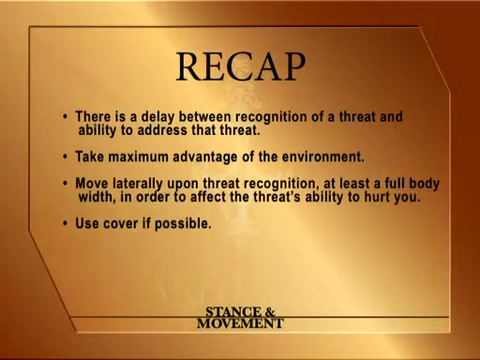 RECAP
• There is a delay between recognition of a threat and
ability to address that threat.
• Take maximum advantage of the environment.
• Move laterally upon threat recognition, at least a full body
width, in order to affect the threat's ability to hurt you.
• Use cover if possible.
STANCE &
MOVEMENT